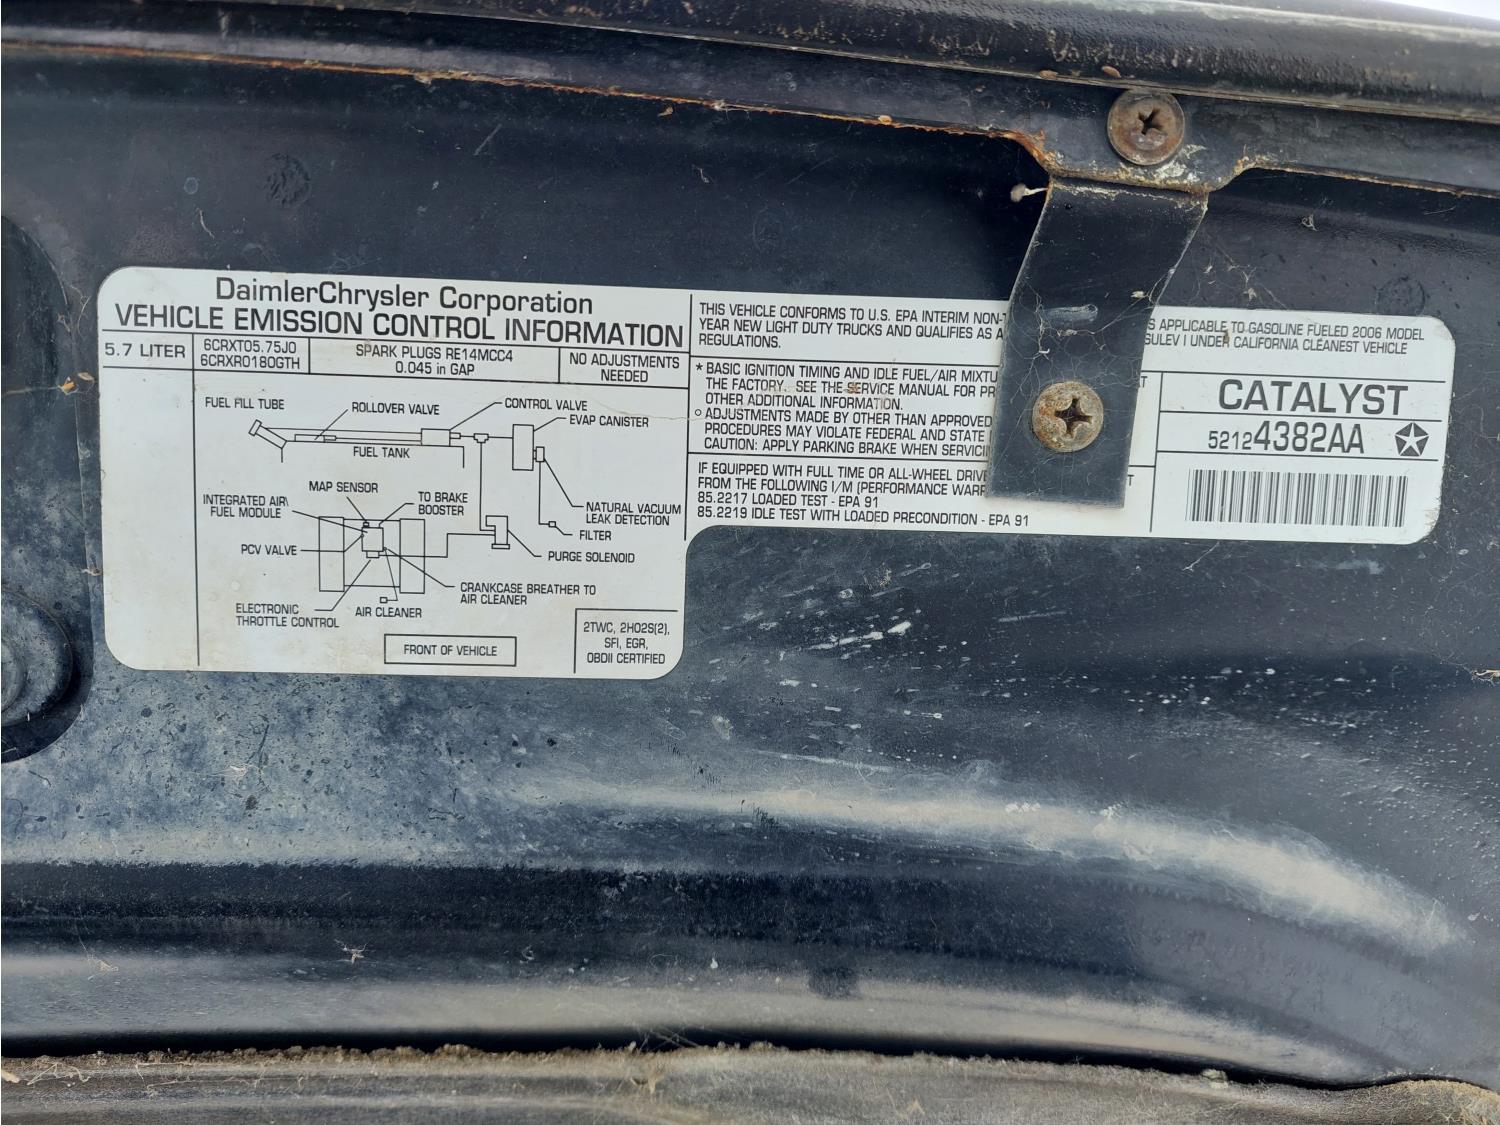 DaimlerChrysler Corporation
VEHICLE EMISSION CONTROL INFORMATION
5.7 LITER
6CRXT05.75J0
6CRXR0180GTH
SPARK PLUGS RE14MCC4
0.045 in GAP
NO ADJUSTMENTS
NEEDED
FUEL FILL TUBE
ROLLOVER VALVE
CONTROL VALVE
EVAP CANISTER
FUEL TANK
MAP SENSOR
TO BRAKE
BOOSTER
INTEGRATED AIR\
FUEL MODULE
NATURAL VACUUM
LEAK DETECTION
FILTER
PCV VALVE
PURGE SOLENOID
CRANKCASE BREATHER TO
AIR CLEANER
ELECTRONIC
THROTTLE CONTROL
AIR CLEANER
FRONT OF VEHICLE
2TWC, 2HO2S(2),
SFI, EGR,
OBDII CERTIFIED
THIS VEHICLE CONFORMS TO U.S. EPA INTERIM NON- APPLICABLE TO GASOLINE FUELED 2006 MODEL
YEAR NEW LIGHT DUTY TRUCKS AND QUALIFIES AS A SULEV I UNDER CALIFORNIA CLEANEST VEHICLE
REGULATIONS.
* BASIC IGNITION TIMING AND IDLE FUEL/AIR
THE FACTORY. SEE THE SERVICE MANUAL FOR
OTHER ADDITIONAL INFORMATION.
° ADJUSTMENTS MADE BY OTHER THAN APPROVED
PROCEDURES MAY VIOLATE FEDERAL AND STATE
CAUTION: APPLY PARKING BRAKE WHEN
IF EQUIPPED WITH FULL TIME OR ALL-WHEEL DRIVE
FROM THE FOLLOWING I/M (PERFORMANCE
85.2217 LOADED TEST - EPA 91
85.2219 IDLE TEST WITH LOADED PRECONDITION - EPA 91
CATALYST
52124382AA